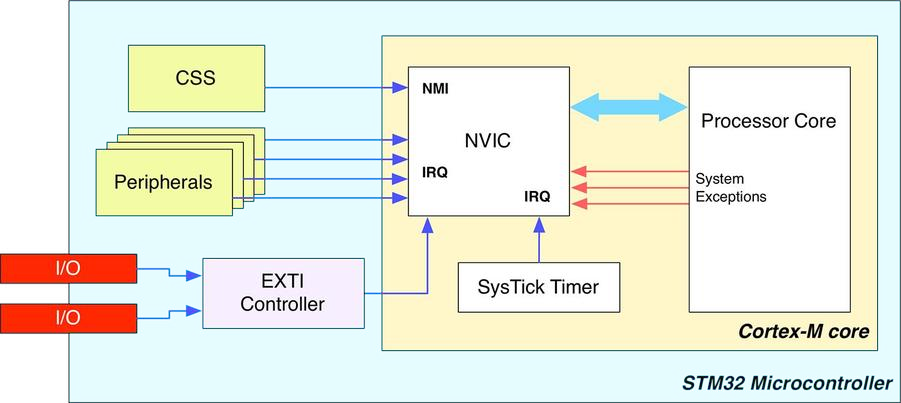 CSS
NMI
NVIC
Processor Core
Peripherals
IRQ
IRQ
System
Exceptions
I/O
I/O
EXTI
Controller
SysTick Timer
Cortex-M core
STM32 Microcontroller